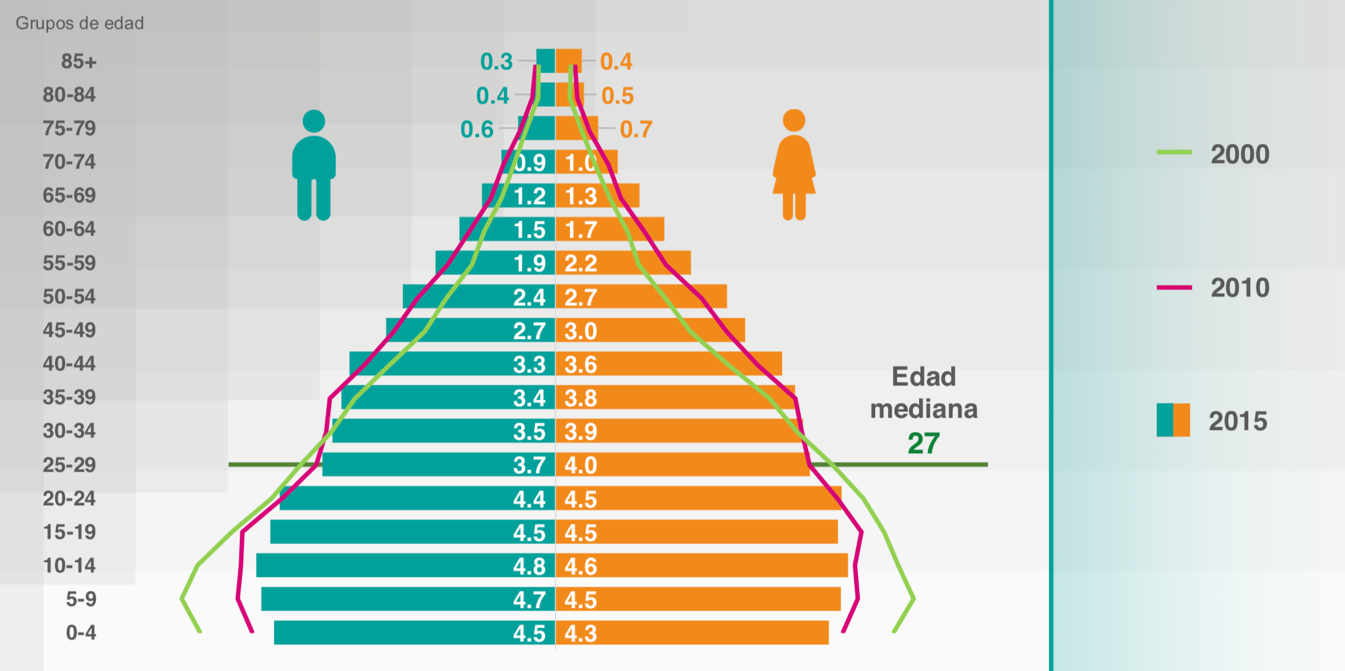 Grupos de edad
85+ 0.3 0.4
80-84 0.4 0.5
75-79 0.6 0.7
70-74 0.9 1.0
65-69 1.2 1.3
60-64 1.5 1.7
55-59 1.9 2.2
50-54 2.4 2.7
45-49 2.7 3.0
40-44 3.3 3.6
35-39 3.4 3.8
30-34 3.5 3.9
25-29 3.7 4.0
20-24 4.4 4.5
15-19 4.5 4.5
10-14 4.8 4.6
5-9 4.7 4.5
0-4 4.5 4.3
Edad
mediana
27
2000
2010
2015